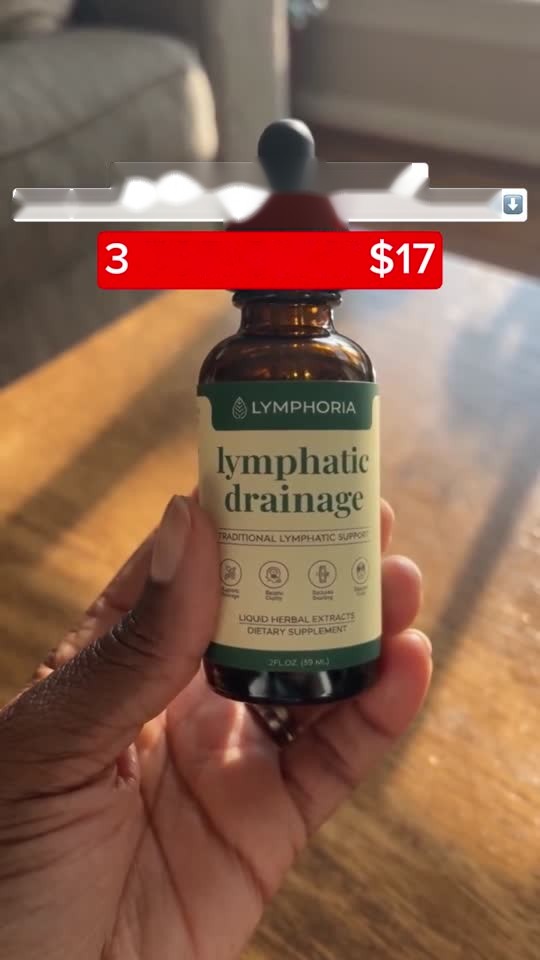 3 $17
LYMPHORIA
lymphatic
drainage
TRADITIONAL LYMPHATIC SUPPORT
LIQUID HERBAL EXTRACTS
DIETARY SUPPLEMENT
2FL.OZ (59 ML)